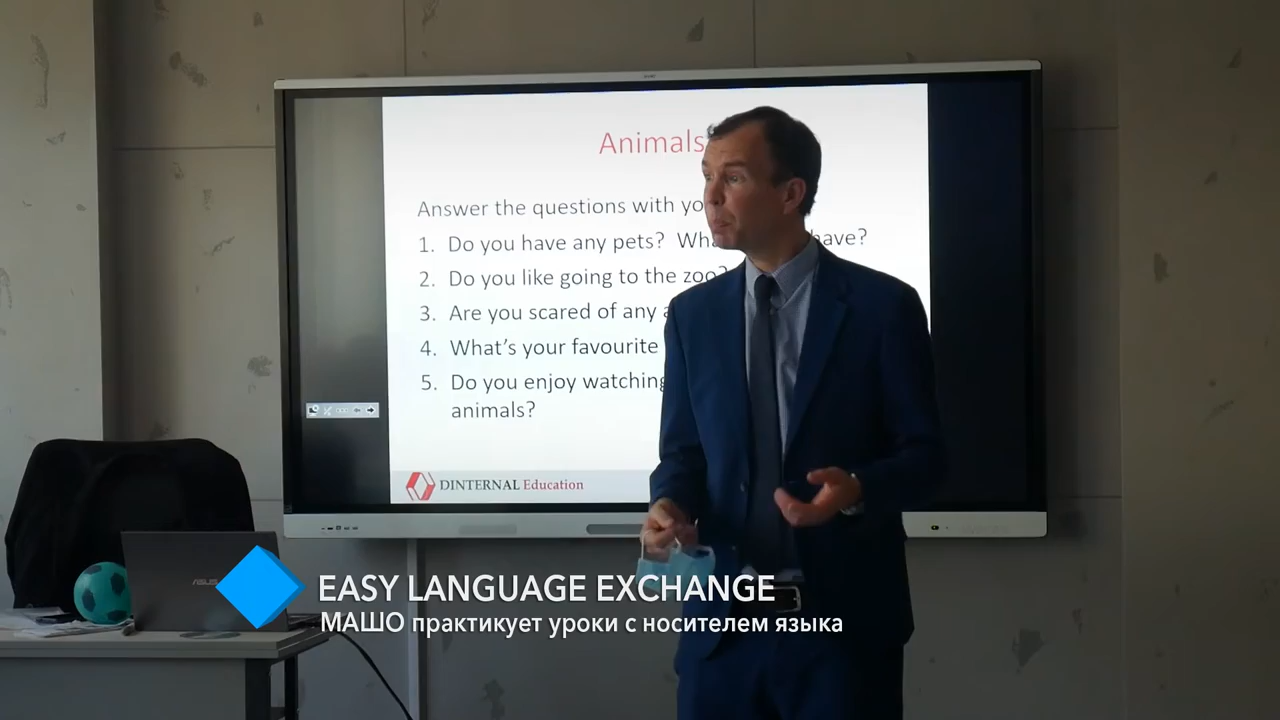 Animals
Answer the questions with yo
1. Do you have any pets? Wha have?
2. Do you like going to the zoo?
3. Are you scared of any a
4. What's your favourite
5. Do you enjoy watching
animals?
DINTERNAL Education
ASUS
EASY LANGUAGE EXCHANGE
МАШО практикует уроки с носителем языка